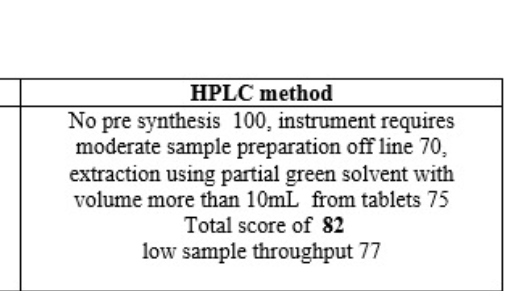 HPLC method
No pre synthesis 100, instrument requires
moderate sample preparation off line 70,
extraction using partial green solvent with
volume more than 10mL from tablets 75
Total score of 82
low sample throughput 77